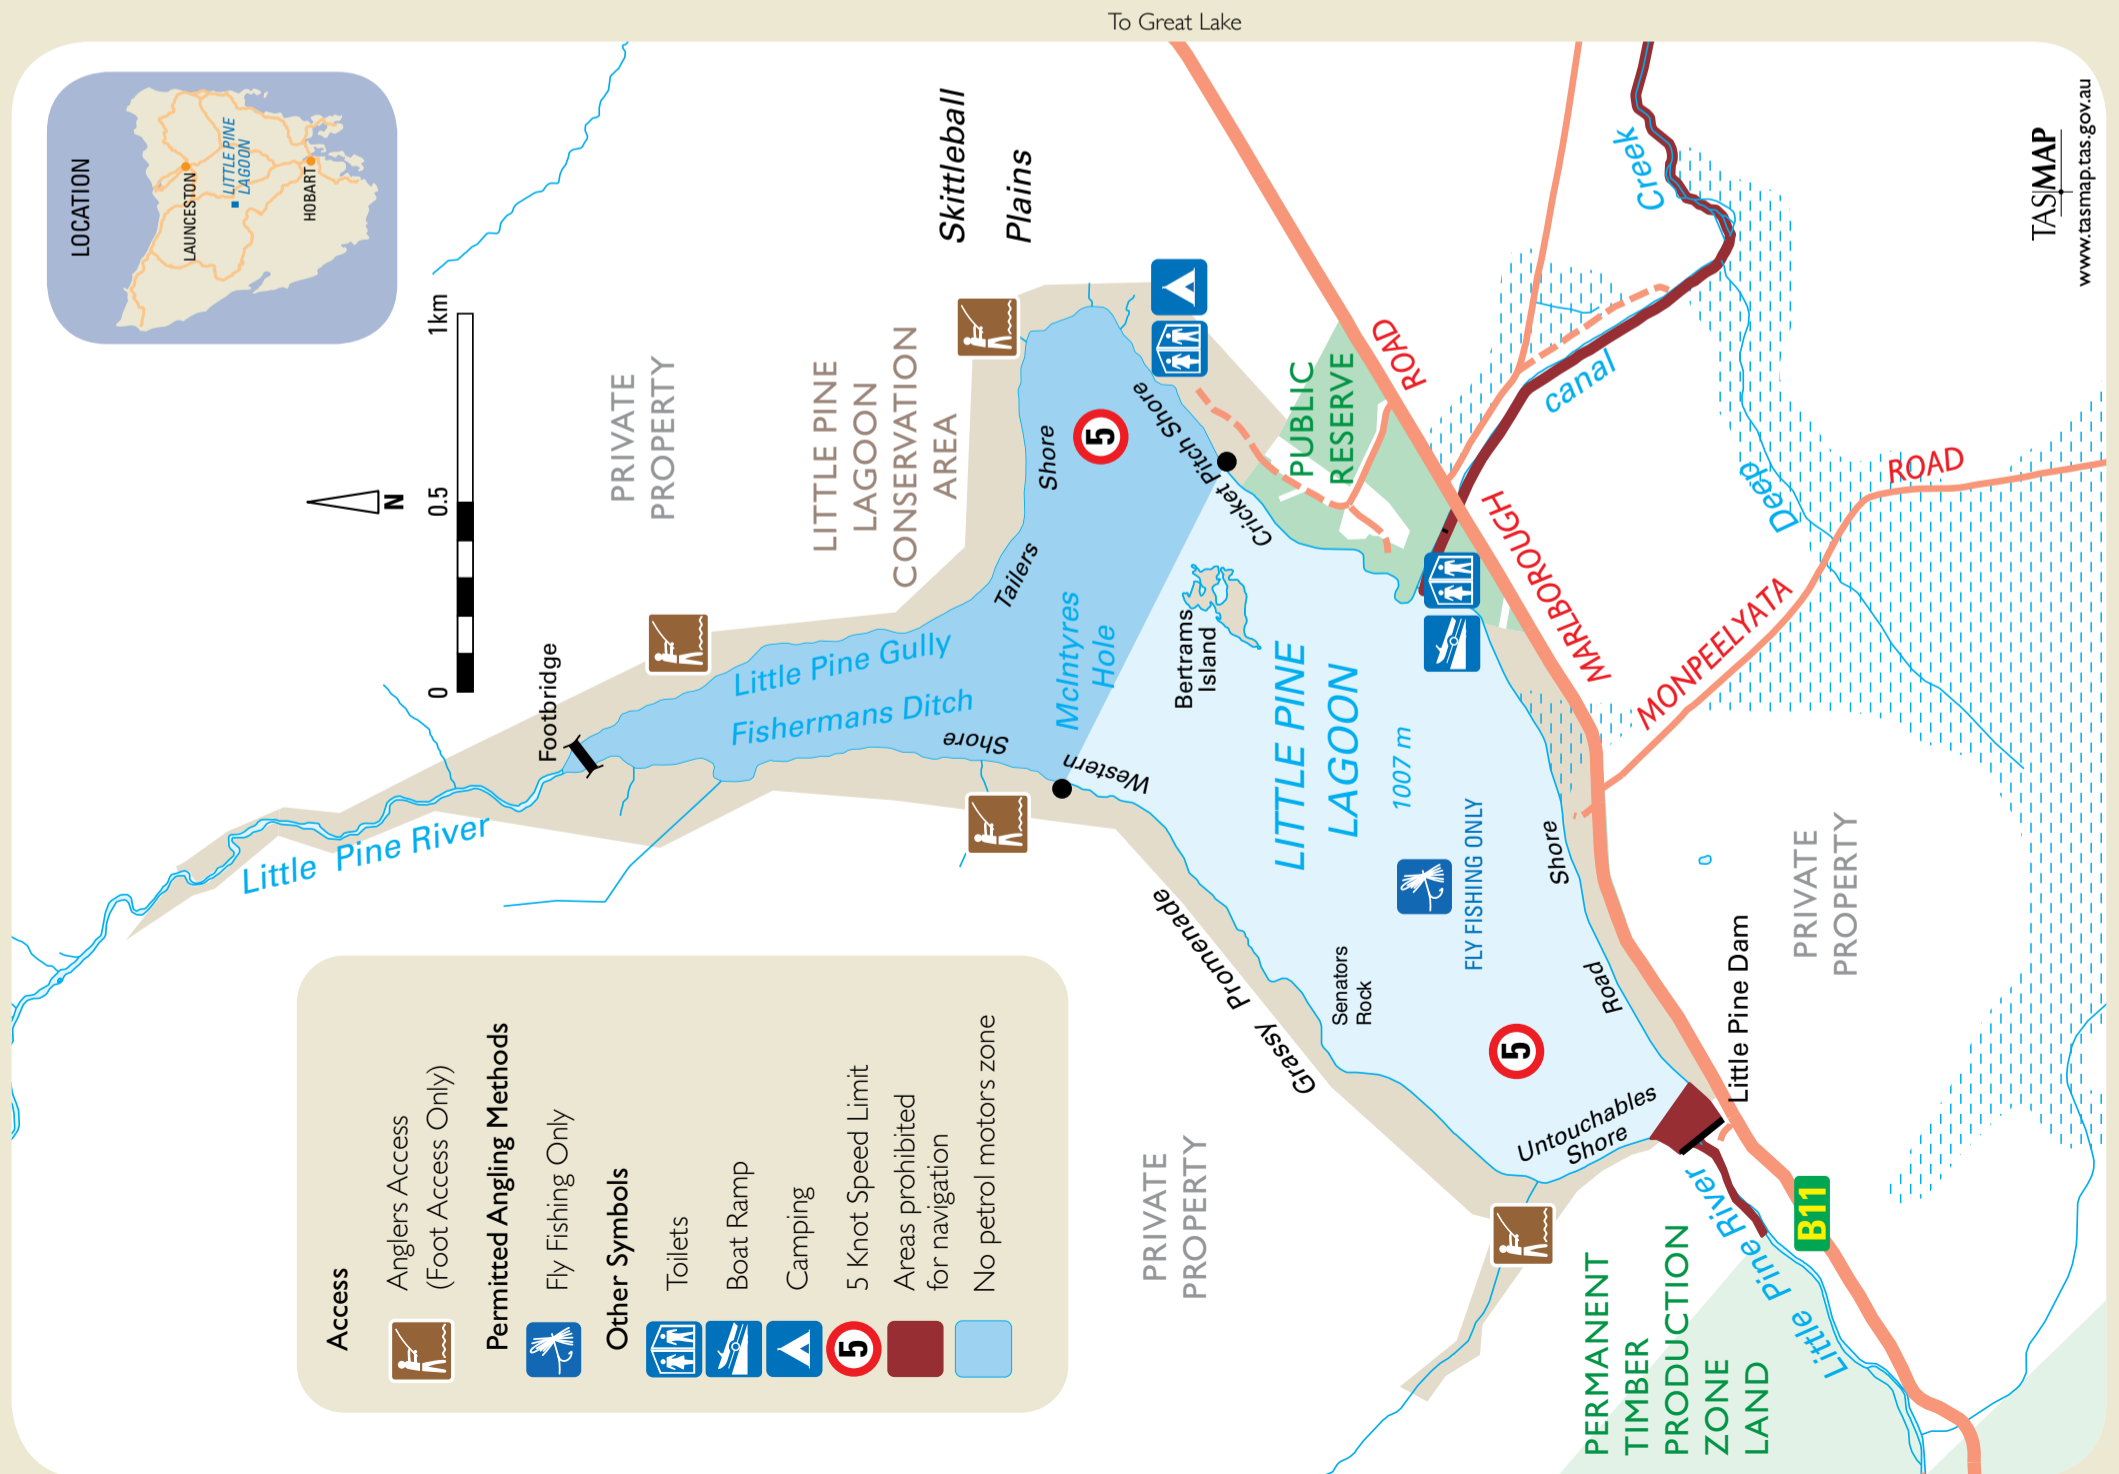 To Great Lake
LOCATION
LAUNCESTON
LITTLE PINE
LAGOON
HOBART
0
0.5
1km
N
Skittleball
Plains
PRIVATE
PROPERTY
LITTLE PINE
LAGOON
CONSERVATION
AREA
Footbridge
Little Pine River
Little Pine Gully
Fishermans Ditch
Tailers Shore
McIntyres
Hole
Western Shore
5
Cricket Pitch Shore
PUBLIC
RESERVE
Bertrams
Island
LITTLE PINE
LAGOON
1007 m
FLY FISHING ONLY
Senators
Rock
Grassy Promenade
5
Untouchables
Shore
Road Shore
Little Pine Dam
MARLBOROUGH ROAD
MONPEELYATA ROAD
canal
Deep Creek
PRIVATE
PROPERTY
PRIVATE
PROPERTY
B11
Little Pine River
PERMANENT
TIMBER
PRODUCTION
ZONE
LAND
Access
Anglers Access
(Foot Access Only)
Permitted Angling Methods
Fly Fishing Only
Other Symbols
Toilets
Boat Ramp
Camping
5
5 Knot Speed Limit
Areas prohibited
for navigation
No petrol motors zone
TASMAP
www.tasmap.tas.gov.au